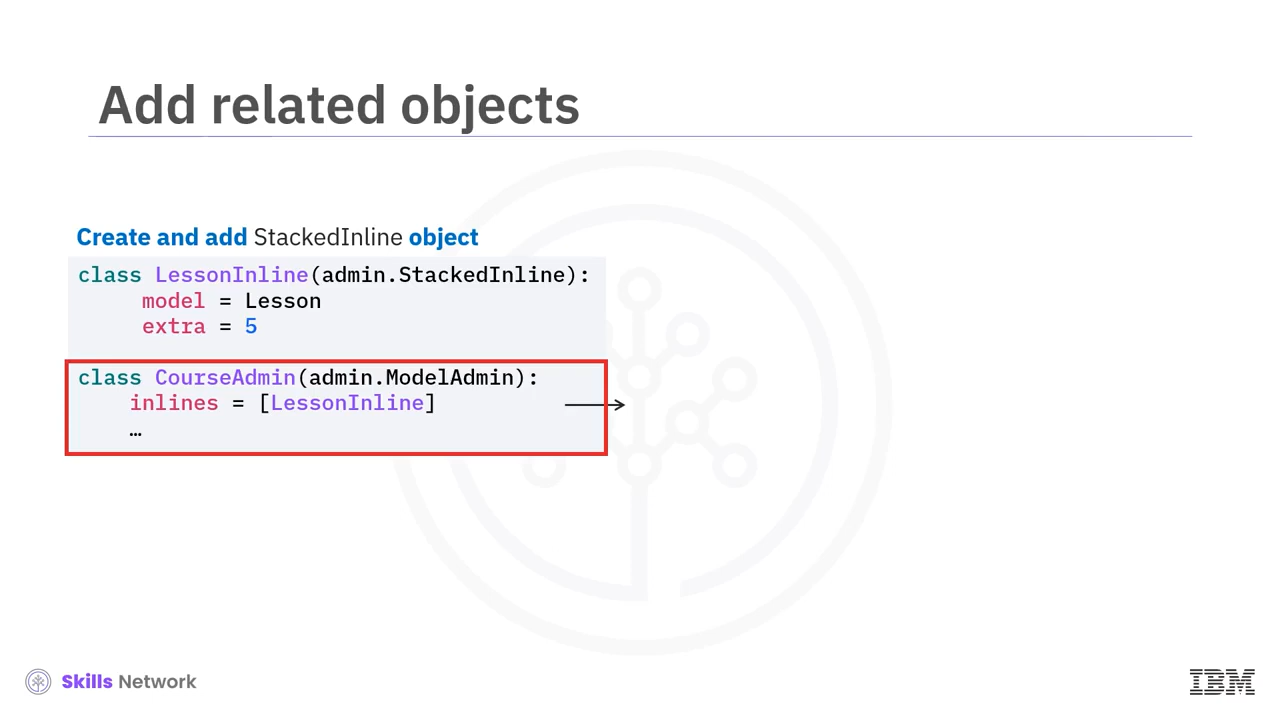 Add related objects
Create and add StackedInline object
class LessonInline(admin.StackedInline):
model = Lesson
extra = 5
class CourseAdmin(admin.ModelAdmin):
inlines = [LessonInline]
…
Skills Network
IBM